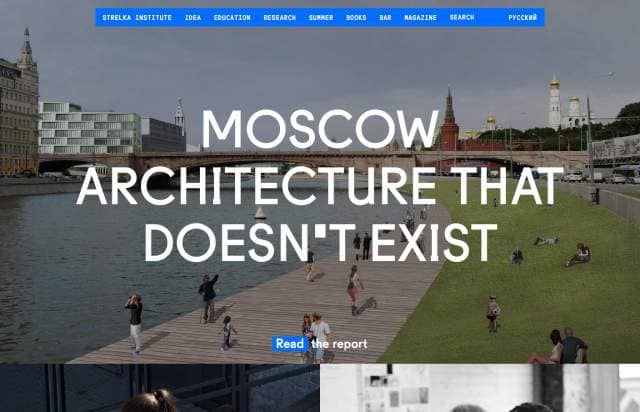 STRELKA INSTITUTE IDEA EDUCATION RESEARCH SUMMER BOOKS BAR MAGAZINE SEARCH РУССКИЙ
MOSCOW
ARCHITECTURE THAT
DOESN'T EXIST
Read the report